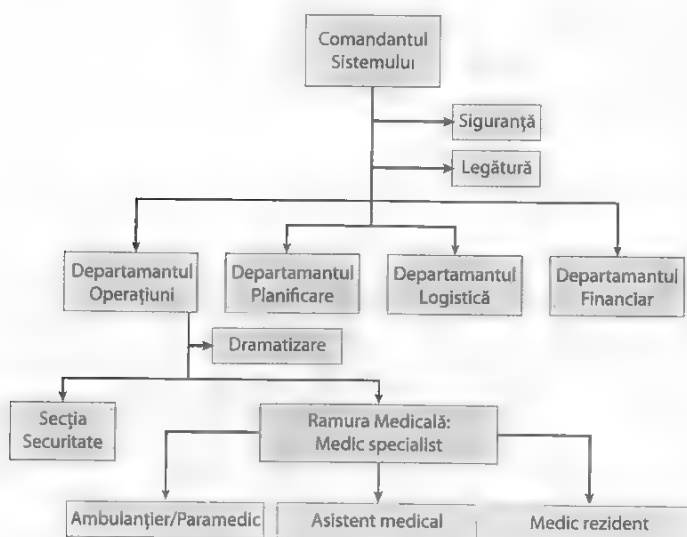 Comandantul
Sistemului
Siguranță
Legătură
Departamantul
Operațiuni
Departamantul
Planificare
Departamantul
Logistică
Departamantul
Financiar
Dramatizare
Secția
Securitate
Ramura Medicală:
Medic specialist
Ambulanțier/Paramedic
Asistent medical
Medic rezident